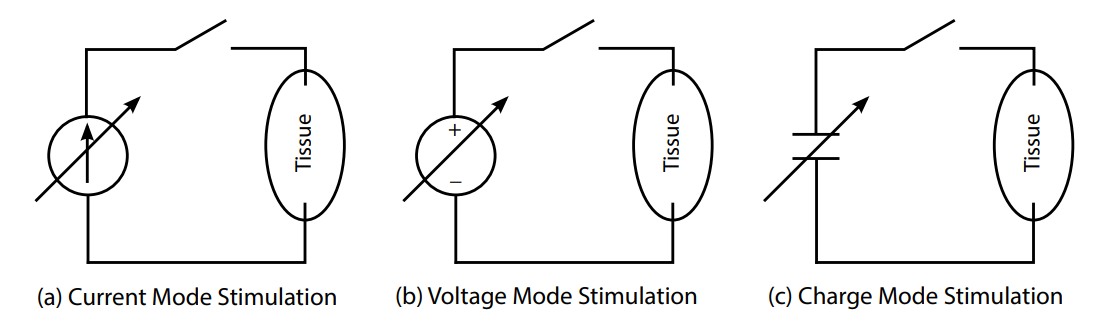 +
−
Tissue
Tissue
Tissue
(a) Current Mode Stimulation
(b) Voltage Mode Stimulation
(c) Charge Mode Stimulation